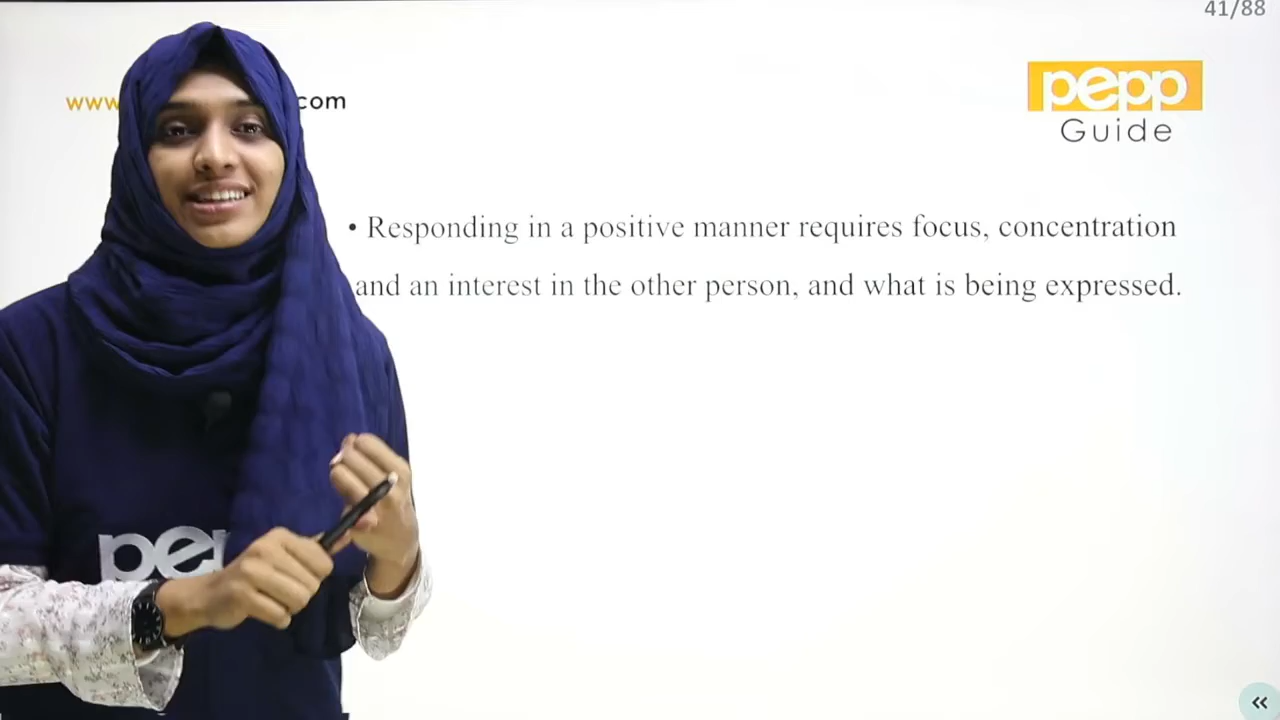 41/88
www
com
pepp
Guide
• Responding in a positive manner requires focus, concentration
and an interest in the other person, and what is being expressed.
pe